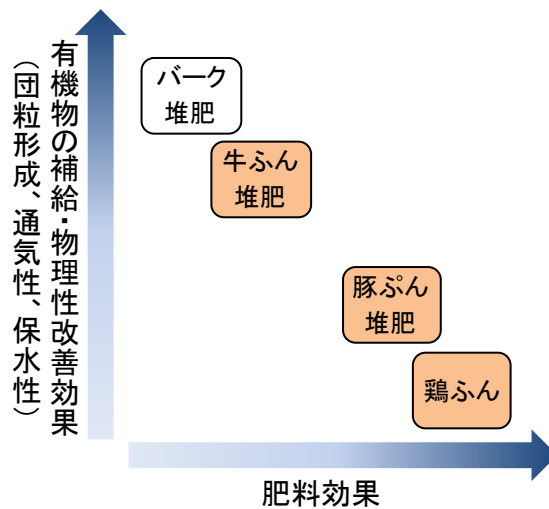 有機物の補給・物理性改善効果
（団粒形成、通気性、保水性）
バーク
堆肥
牛ふん
堆肥
豚ぷん
堆肥
鶏ふん
肥料効果